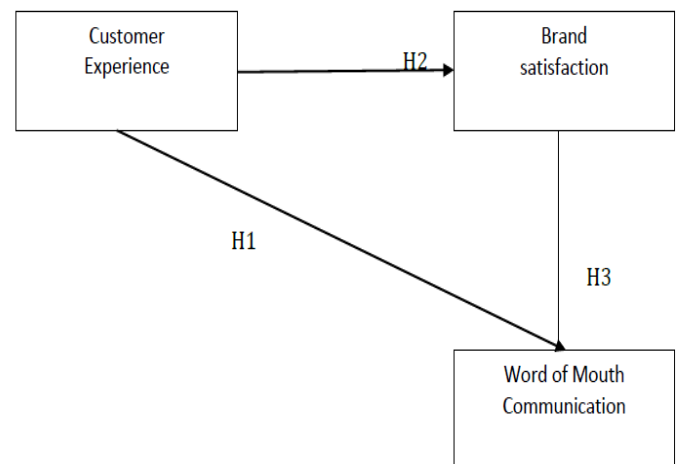 Customer
Experience
H2
Brand
satisfaction
H1
H3
Word of Mouth
Communication